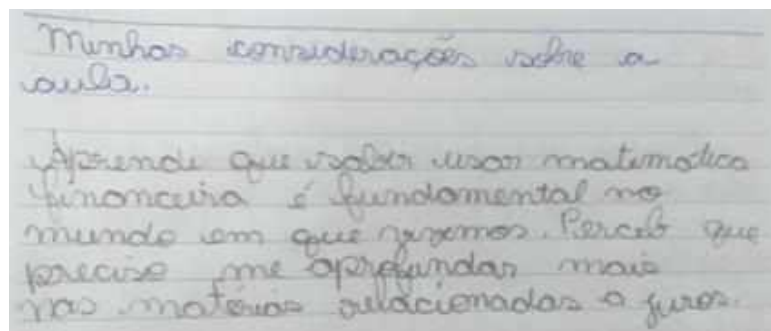 Minhas considerações sobre a
aula.
Aprendi que saber usar matemática
financeira é fundamental no
mundo em que vivemos. Percebi que
preciso me aprofundar mais
nas matérias relacionadas a juros.